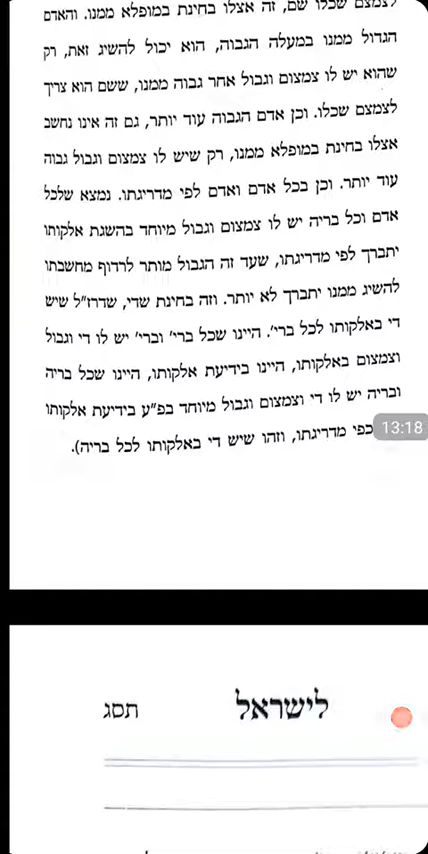 לצמצם שכלו שם, זה אצלו בחינת במופלא ממנו. והאדם
הגדול ממנו במעלה הגבוה, הוא יכול להשיג זאת, רק
שהוא יש לו צמצום וגבול אחר גבוה ממנו, ששם הוא צריך
לצמצם שכלו. וכן אדם הגבוה עוד יותר, גם זה אינו נחשב
אצלו בחינת במופלא ממנו, רק שיש לו צמצום וגבול גבוה
עוד יותר. וכן בכל אדם ואדם לפי מדריגתו. נמצא שלכל
אדם וכל בריה יש לו צמצום וגבול מיוחד בהשגת אלקותו
יתברך לפי מדריגתו, שעד זה הגבול מותר לרדוף מחשבתו
להשיג ממנו יתברך לא יותר. וזה בחינת שדי, שדרז"ל שיש
די באלקותו לכל ברי'. היינו שכל ברי' וברי' יש לו די וגבול
וצמצום באלקותו, היינו בידיעת אלקותו, היינו שכל בריה
ובריה יש לו די וצמצום וגבול מיוחד בפ"ע בידיעת אלקותו
כפי מדריגתו, וזהו שיש די באלקותו לכל בריה).
13:18
לישראל
תסג